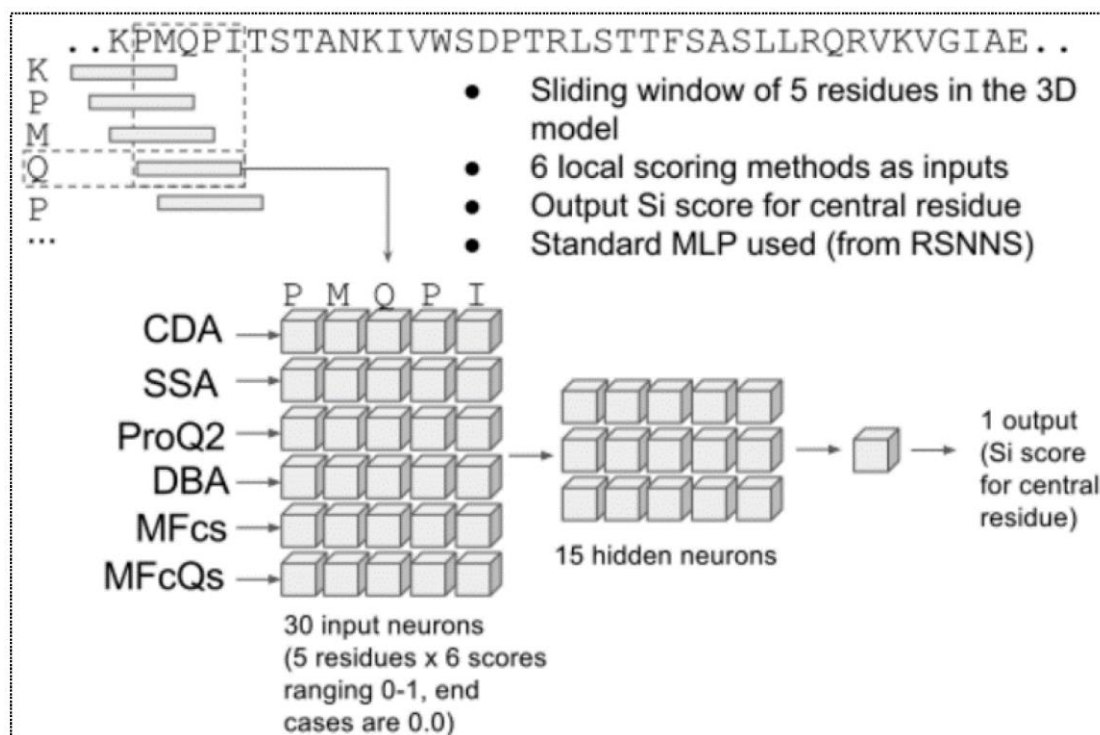 ..KPMQPITSTANKIVWSDPTRLSTTFSASLLRQRVKVGIAE..
K
P
M
Q
P
...
● Sliding window of 5 residues in the 3D
model
● 6 local scoring methods as inputs
● Output Si score for central residue
● Standard MLP used (from RSNNS)
P M Q P I
CDA
SSA
ProQ2
DBA
MFcs
MFcQs
30 input neurons
(5 residues x 6 scores
ranging 0-1, end
cases are 0.0)
15 hidden neurons
1 output
(Si score
for central
residue)